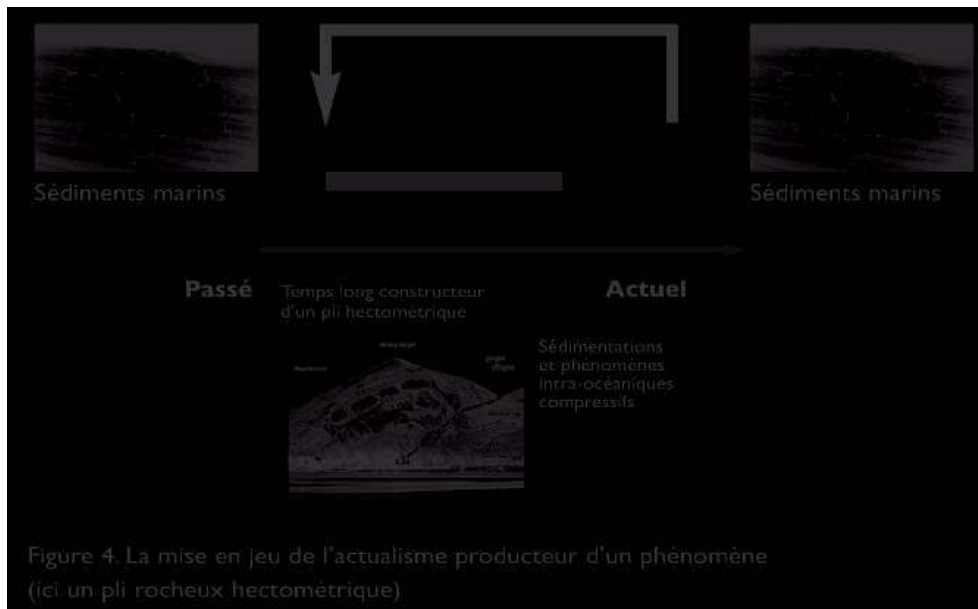 Sédiments marins
Sédiments marins
Passé
Actuel
Temps long constructeur
d'un pli hectométrique
Sédimentations
et phénomènes
intra-océaniques
compressifs
Figure 4. La mise en jeu de l'actualisme producteur d'un phénomène
(ici un pli rocheux hectométrique)